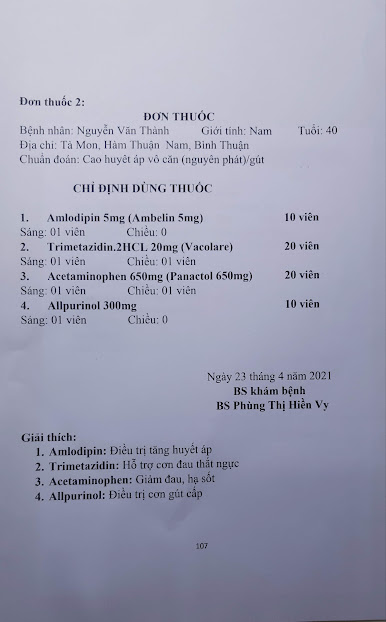 Đơn thuốc 2:
ĐƠN THUỐC
Bệnh nhân: Nguyễn Văn Thành Giới tính: Nam Tuổi: 40
Địa chỉ: Tà Mon, Hàm Thuận Nam, Bình Thuận
Chuẩn đoán: Cao huyết áp vô căn (nguyên phát)/gút
CHỈ ĐỊNH DÙNG THUỐC
1. Amlodipin 5mg (Ambelin 5mg) 10 viên
Sáng: 01 viên Chiều: 0
2. Trimetazidin.2HCL 20mg (Vacolare) 20 viên
Sáng: 01 viên Chiều: 01 viên
3. Acetaminophen 650mg (Panactol 650mg) 20 viên
Sáng: 01 viên Chiều: 01 viên
4. Allpurinol 300mg 10 viên
Sáng: 01 viên Chiều: 0
Ngày 23 tháng 4 năm 2021
BS khám bệnh
BS Phùng Thị Hiền Vy
Giải thích:
1. Amlodipin: Điều trị tăng huyết áp
2. Trimetazidin: Hỗ trợ cơn đau thắt ngực
3. Acetaminophen: Giảm đau, hạ sốt
4. Allpurinol: Điều trị cơn gút cấp
107